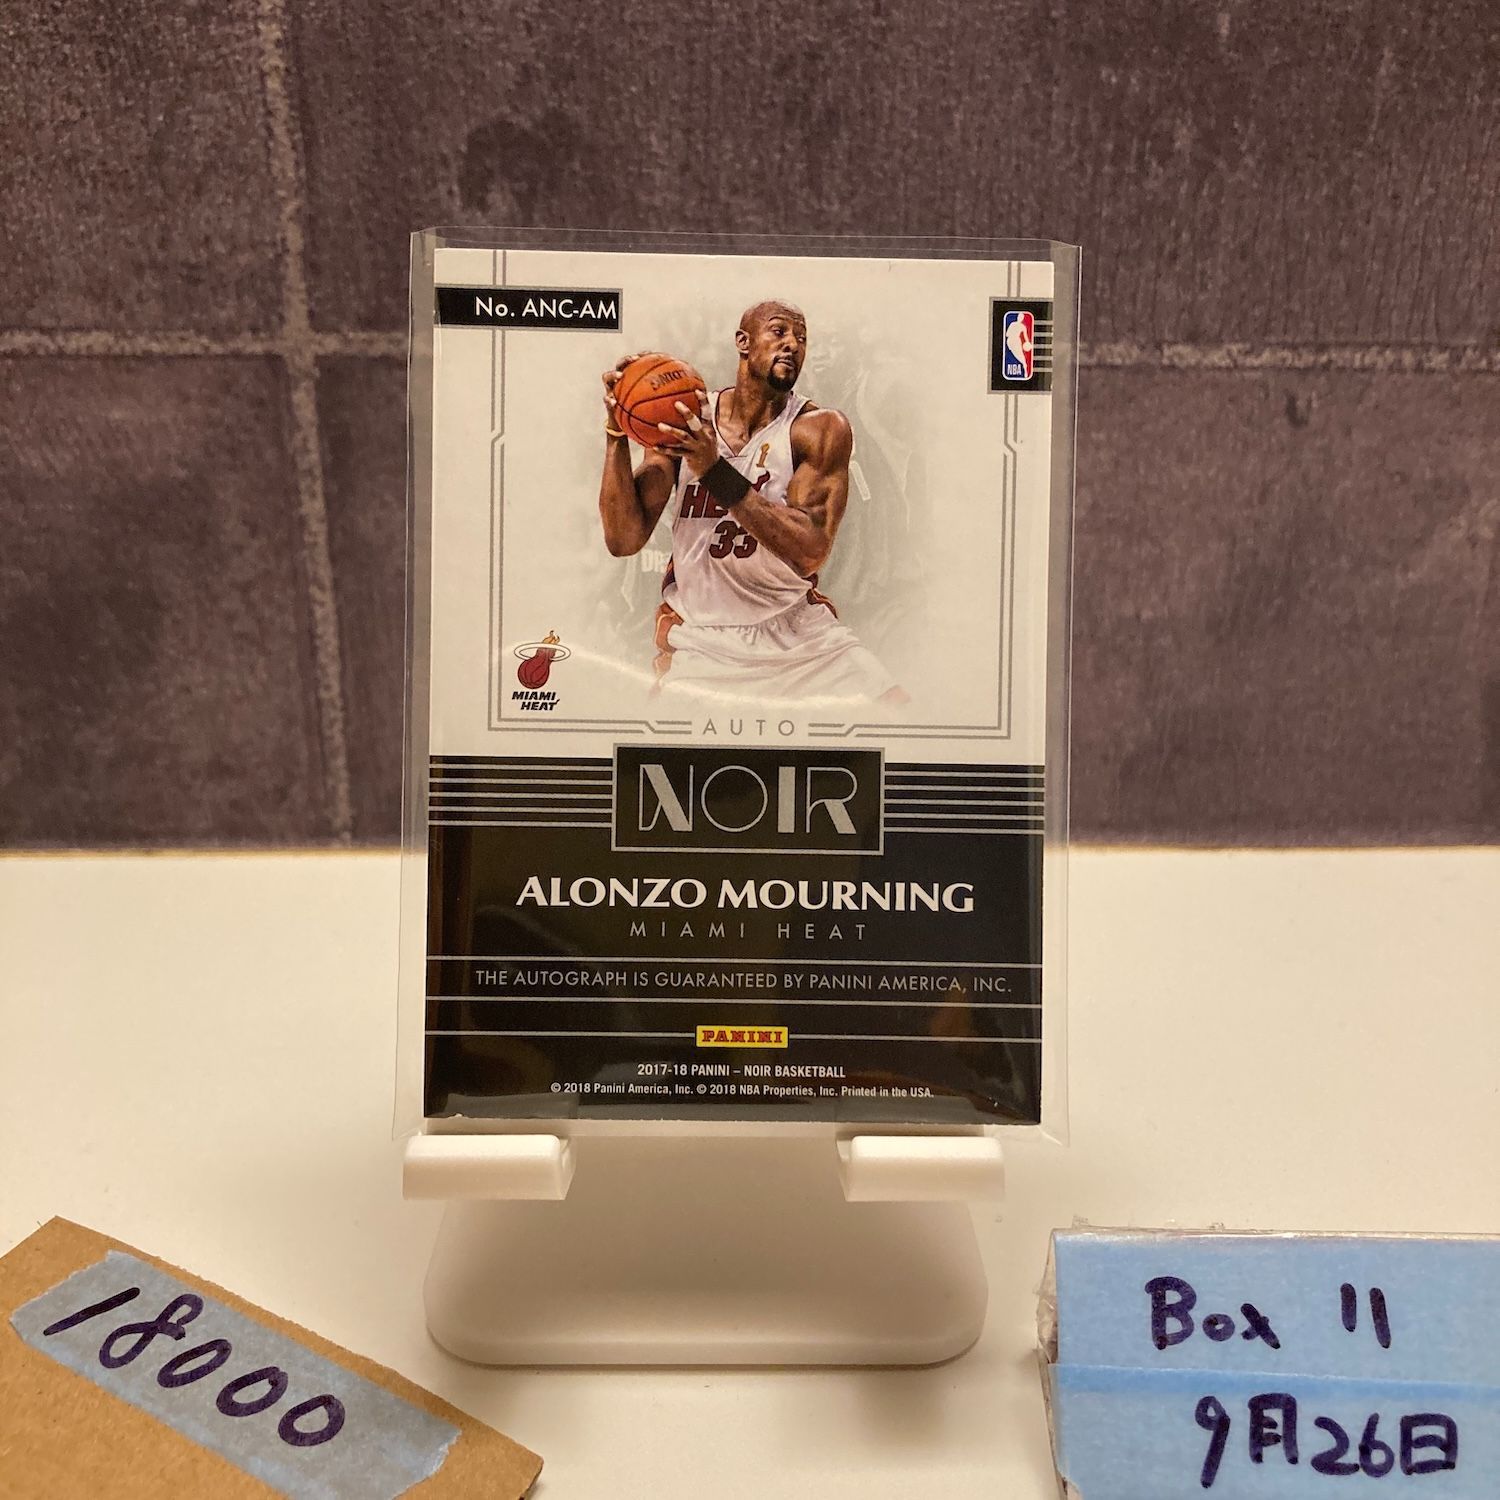 No. ANC-AM
NBA
HE
33
MIAMI
HEAT
AUTO
NOIR
ALONZO MOURNING
MIAMI HEAT
THE AUTOGRAPH IS GUARANTEED BY PANINI AMERICA, INC.
PANINI
2017-18 PANINI – NOIR BASKETBALL
© 2018 Panini America, Inc. © 2018 NBA Properties, Inc. Printed in the USA.
18000
Box 11
9月26日